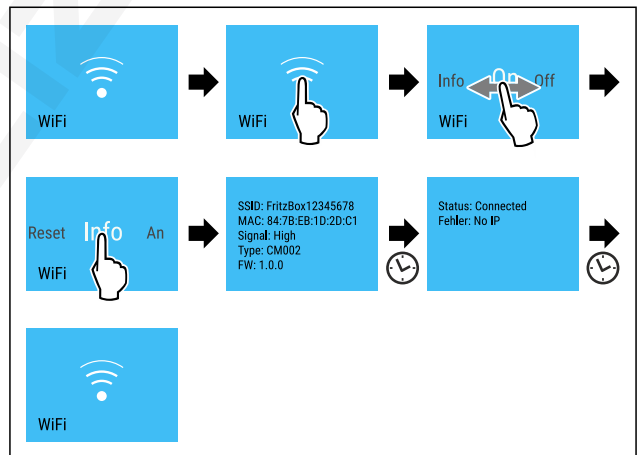 WiFi
WiFi
Info On Off
WiFi
Reset Info An
WiFi
SSID: FritzBox12345678
MAC: 84:7B:EB:1D:2D:C1
Signal: High
Type: CM002
FW: 1.0.0
Status: Connected
Fehler: No IP
WiFi